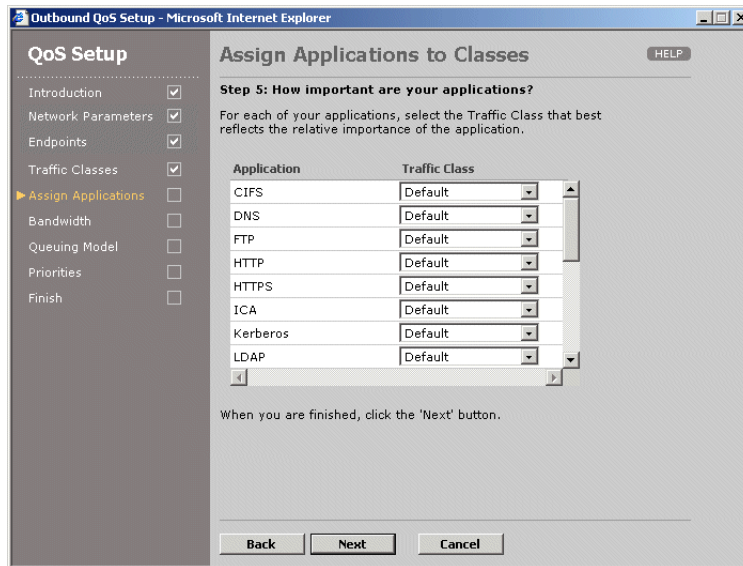 Outbound QoS Setup - Microsoft Internet Explorer
QoS Setup
Introduction
Network Parameters
Endpoints
Traffic Classes
Assign Applications
Bandwidth
Queuing Model
Priorities
Finish
Assign Applications to Classes
HELP
Step 5: How important are your applications?
For each of your applications, select the Traffic Class that best
reflects the relative importance of the application.
Application Traffic Class
CIFS Default
DNS Default
FTP Default
HTTP Default
HTTPS Default
ICA Default
Kerberos Default
LDAP Default
When you are finished, click the 'Next' button.
Back Next Cancel